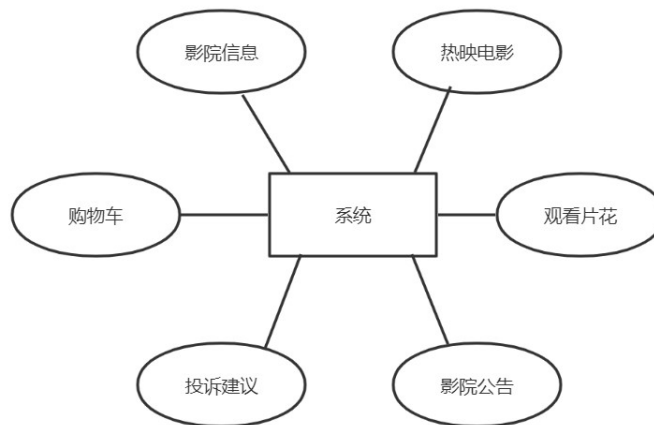 影院信息
热映电影
购物车
系统
观看片花
投诉建议
影院公告